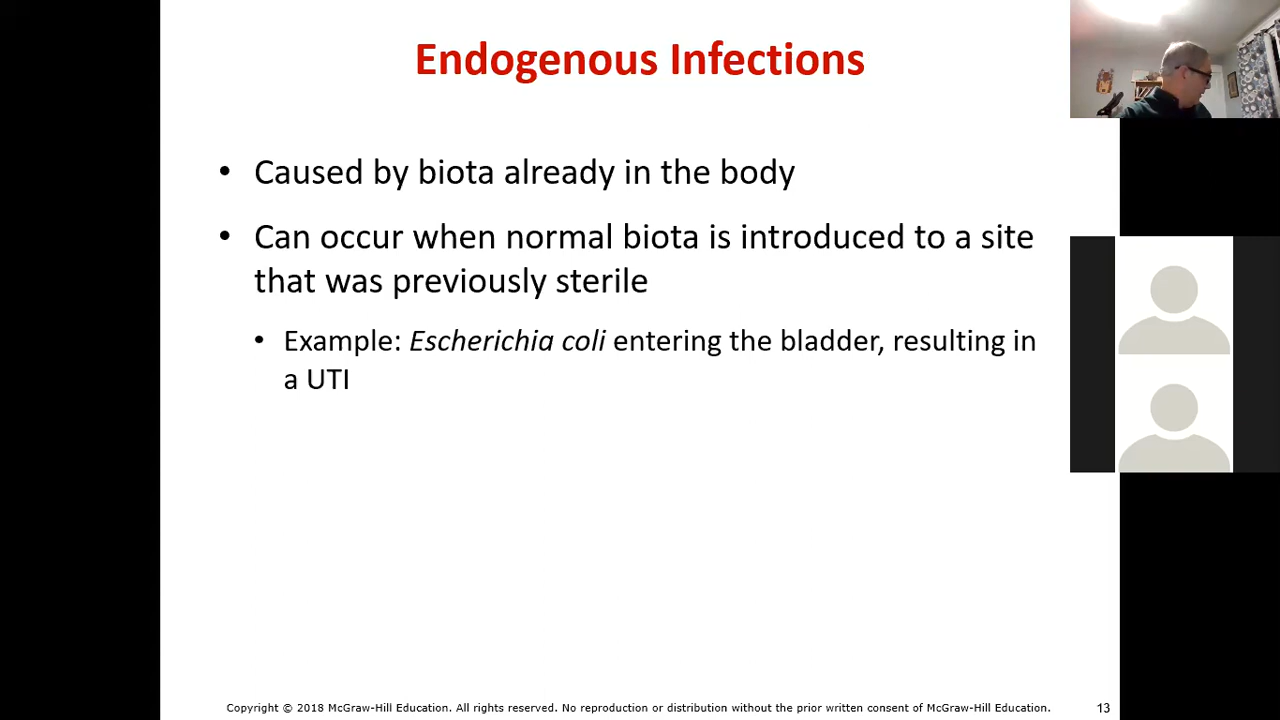 Endogenous Infections
• Caused by biota already in the body
• Can occur when normal biota is introduced to a site
that was previously sterile
• Example: Escherichia coli entering the bladder, resulting in
a UTI
Copyright © 2018 McGraw-Hill Education. All rights reserved. No reproduction or distribution without the prior written consent of McGraw-Hill Education.
13